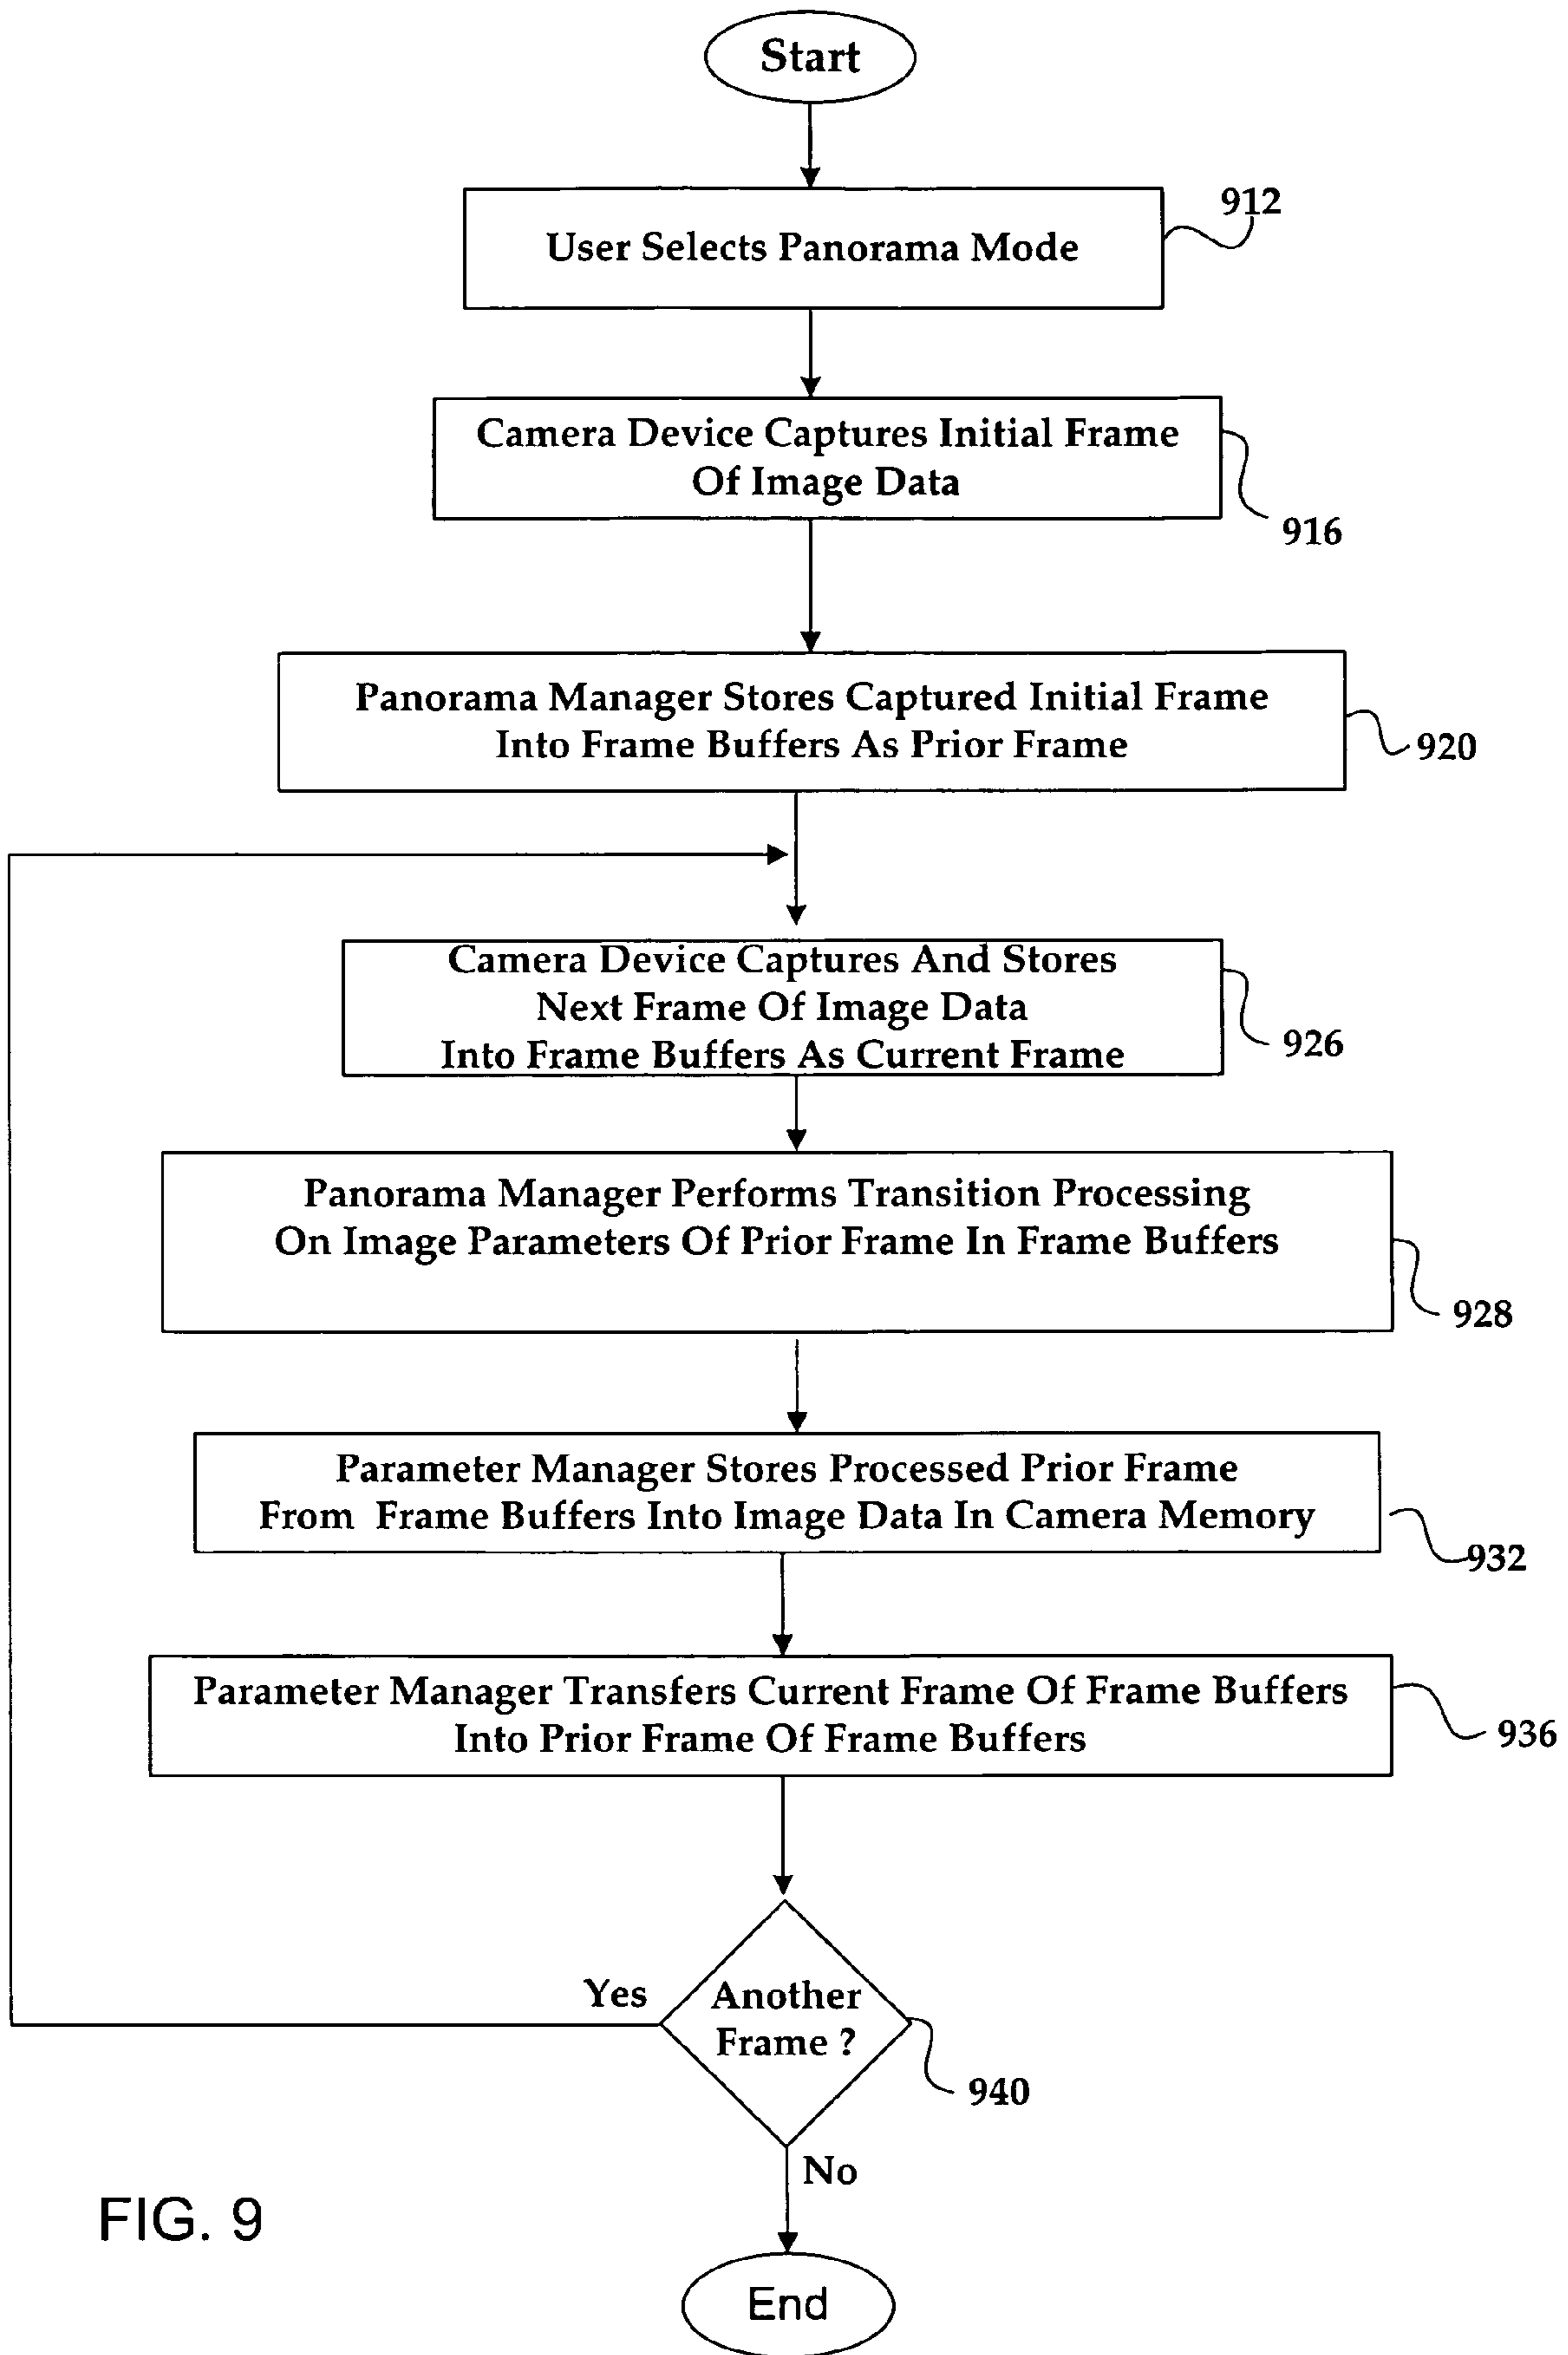 Start
User Selects Panorama Mode
912
Camera Device Captures Initial Frame
Of Image Data
916
Panorama Manager Stores Captured Initial Frame
Into Frame Buffers As Prior Frame
920
Camera Device Captures And Stores
Next Frame Of Image Data
Into Frame Buffers As Current Frame
926
Panorama Manager Performs Transition Processing
On Image Parameters Of Prior Frame In Frame Buffers
928
Parameter Manager Stores Processed Prior Frame
From Frame Buffers Into Image Data In Camera Memory
932
Parameter Manager Transfers Current Frame Of Frame Buffers
Into Prior Frame Of Frame Buffers
936
Yes
Another
Frame ?
940
No
FIG. 9
End